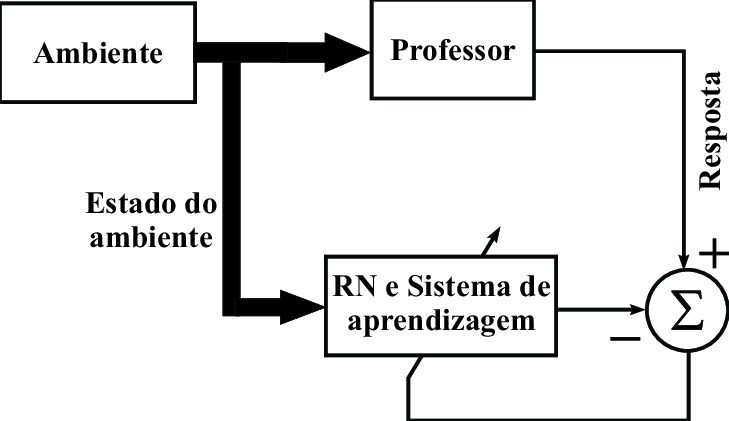 Ambiente
Professor
Resposta
Estado do
ambiente
RN e Sistema de
aprendizagem
+
Σ
−